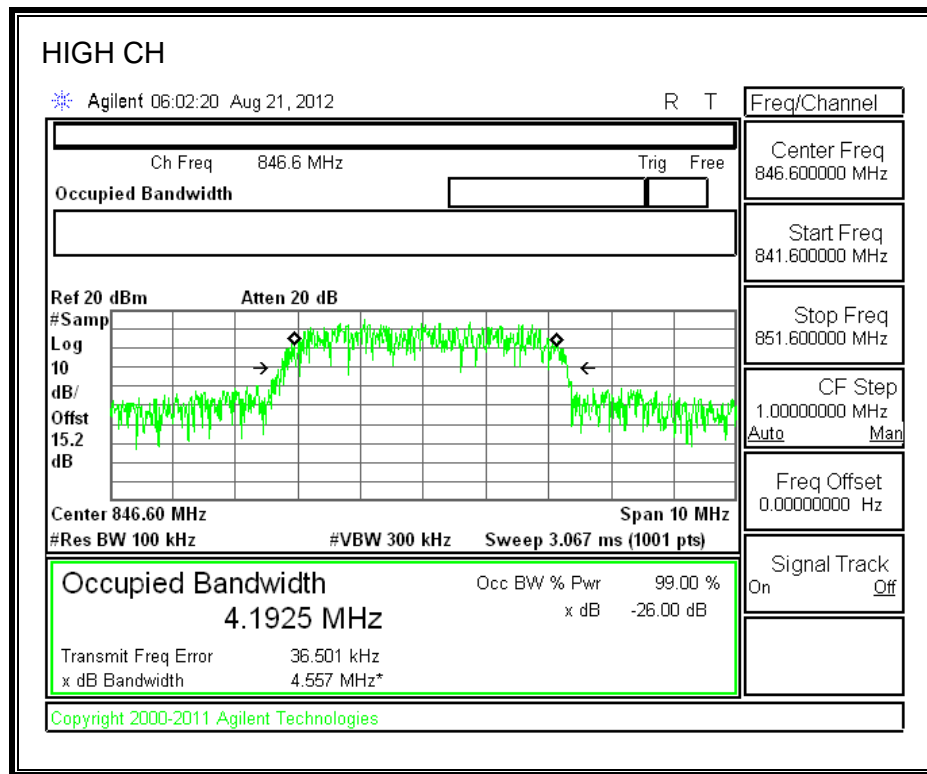 HIGH CH
Agilent 06:02:20 Aug 21, 2012 R T
Freq/Channel
Ch Freq 846.6 MHz Trig Free
Occupied Bandwidth
Center Freq
846.600000 MHz
Start Freq
841.600000 MHz
Stop Freq
851.600000 MHz
CF Step
1.00000000 MHz
Auto Man
Freq Offset
0.00000000 Hz
Signal Track
On Off
Ref 20 dBm Atten 20 dB
#Samp
Log
10
dB/
Offst
15.2
dB
Center 846.60 MHz Span 10 MHz
#Res BW 100 kHz #VBW 300 kHz Sweep 3.067 ms (1001 pts)
Occupied Bandwidth Occ BW % Pwr 99.00 %
4.1925 MHz x dB -26.00 dB
Transmit Freq Error 36.501 kHz
x dB Bandwidth 4.557 MHz*
Copyright 2000-2011 Agilent Technologies